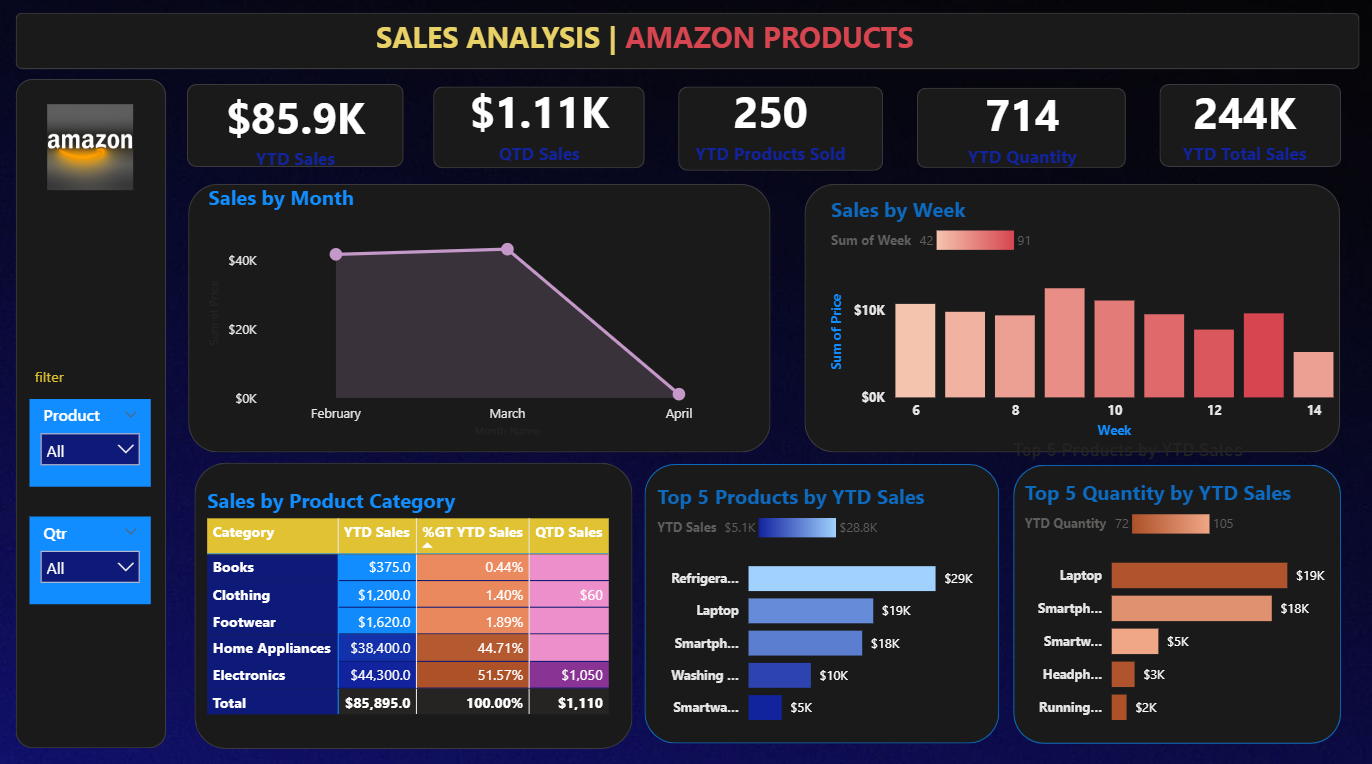 SALES ANALYSIS | AMAZON PRODUCTS
amazon
$85.9K
YTD Sales
$1.11K
QTD Sales
250
YTD Products Sold
714
YTD Quantity
244K
YTD Total Sales
filter
Product
All
Qtr
All
Sales by Month
Sum of Price
$40K
$20K
$0K
February March April
Month Name
Sales by Week
Sum of Week 42 91
Sum of Price
$10K
$0K
6 8 10 12 14
Week
Top 5 Products by YTD Sales
Sales by Product Category
Category YTD Sales %GT YTD Sales QTD Sales
Books $375.0 0.44%
Clothing $1,200.0 1.40% $60
Footwear $1,620.0 1.89%
Home Appliances $38,400.0 44.71%
Electronics $44,300.0 51.57% $1,050
Total $85,895.0 100.00% $1,110
Top 5 Products by YTD Sales
YTD Sales $5.1K $28.8K
Refrigera... $29K
Laptop $19K
Smartph... $18K
Washing ... $10K
Smartwa... $5K
Top 5 Quantity by YTD Sales
YTD Quantity 72 105
Laptop $19K
Smartph... $18K
Smartw... $5K
Headph... $3K
Running... $2K